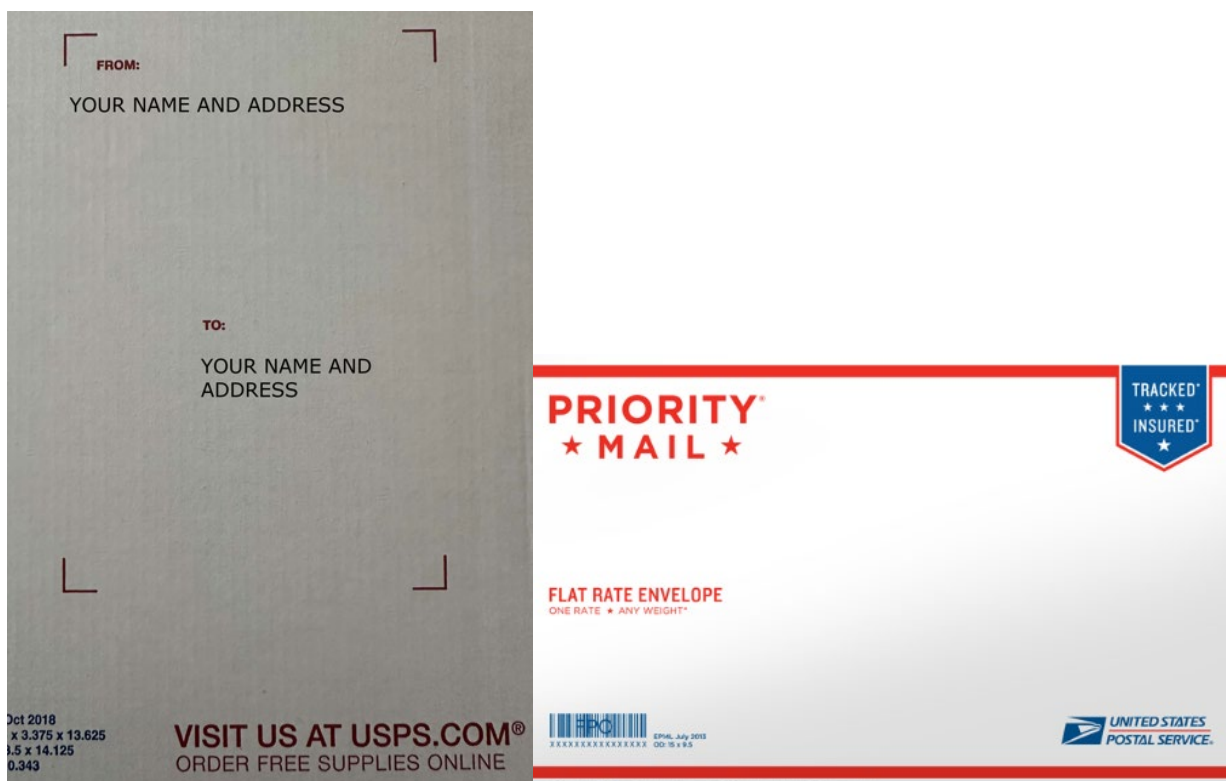 FROM:
YOUR NAME AND ADDRESS
TO:
YOUR NAME AND
ADDRESS
Oct 2018
x 3.375 x 13.625
.5 x 14.125
0.343
VISIT US AT USPS.COM®
ORDER FREE SUPPLIES ONLINE
PRIORITY®
★ MAIL ★
TRACKED*
★ ★ ★
INSURED*
★
FLAT RATE ENVELOPE
ONE RATE ★ ANY WEIGHT*
XXXXXXXXXXXXXXXX
EP14L July 2013
OD: 15 x 9.5
UNITED STATES
POSTAL SERVICE®